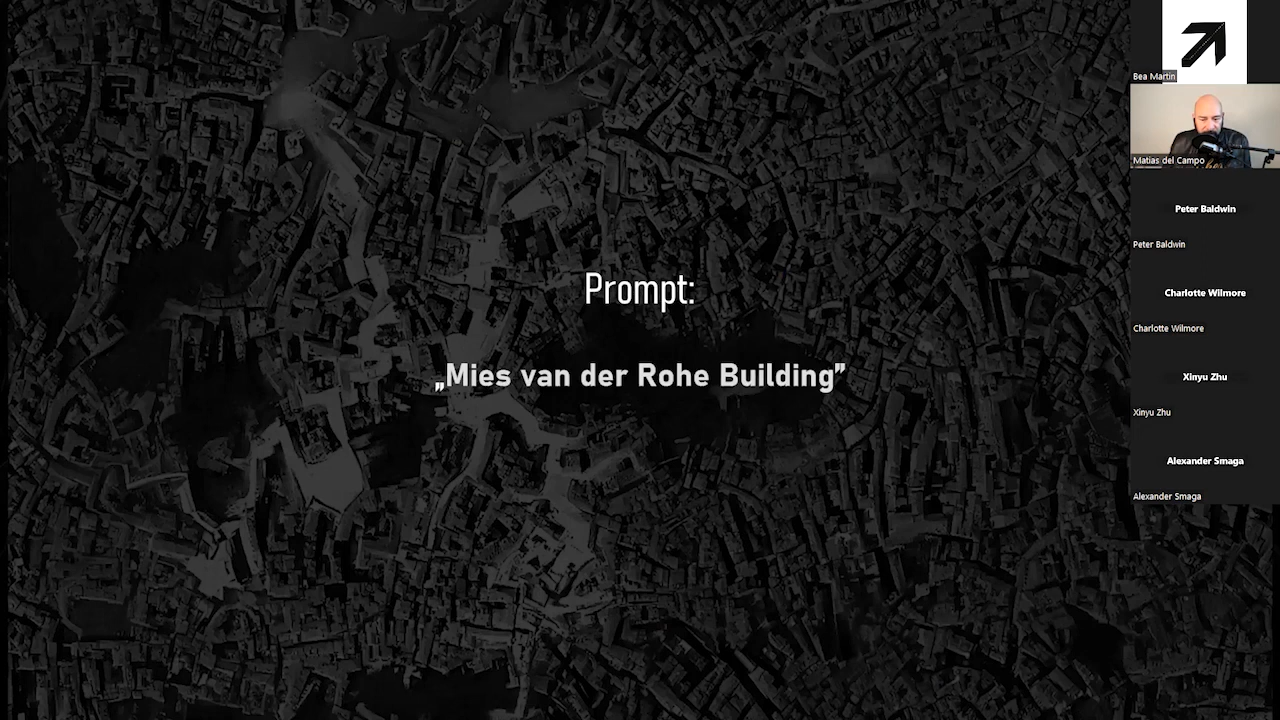 Prompt:
„Mies van der Rohe Building”
Bea Martin
Matias del Campo
Peter Baldwin
Peter Baldwin
Charlotte Wilmore
Charlotte Wilmore
Xinyu Zhu
Xinyu Zhu
Alexander Smaga
Alexander Smaga